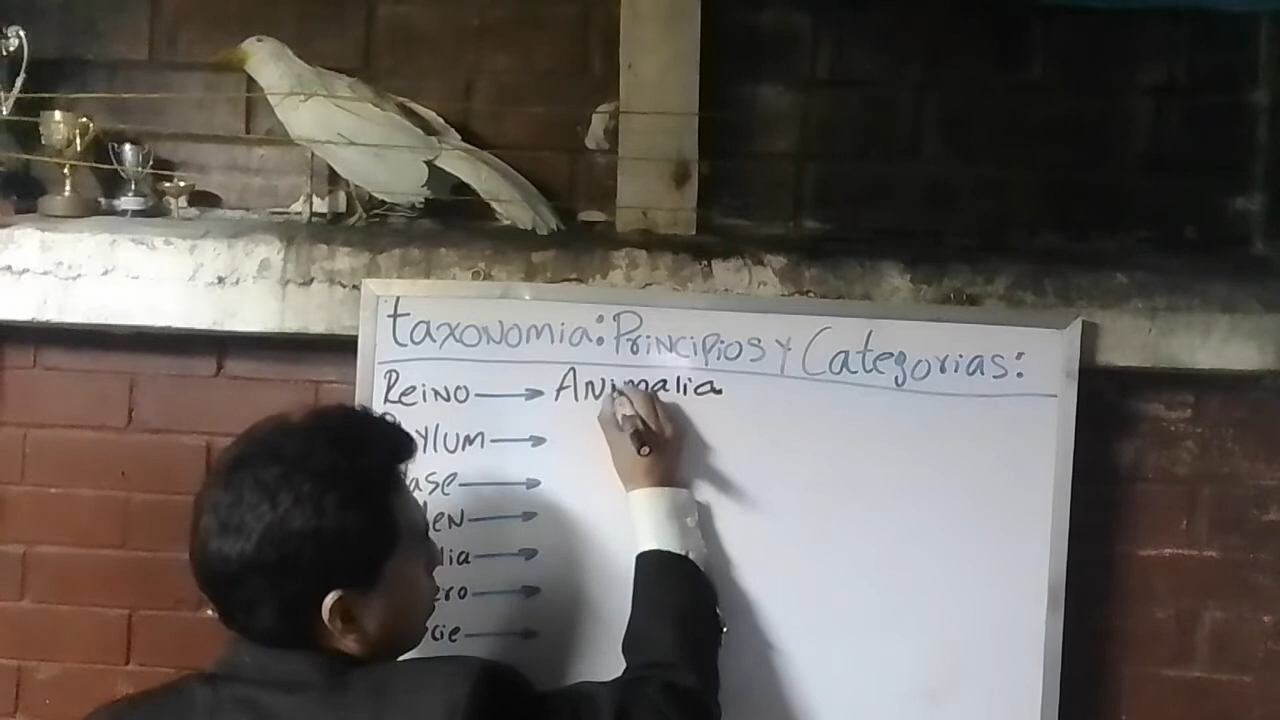 taxonomia: Principios y Categorias:
Reino → Animalia
ylum →
ase →
den →
lia →
ero →
cie →